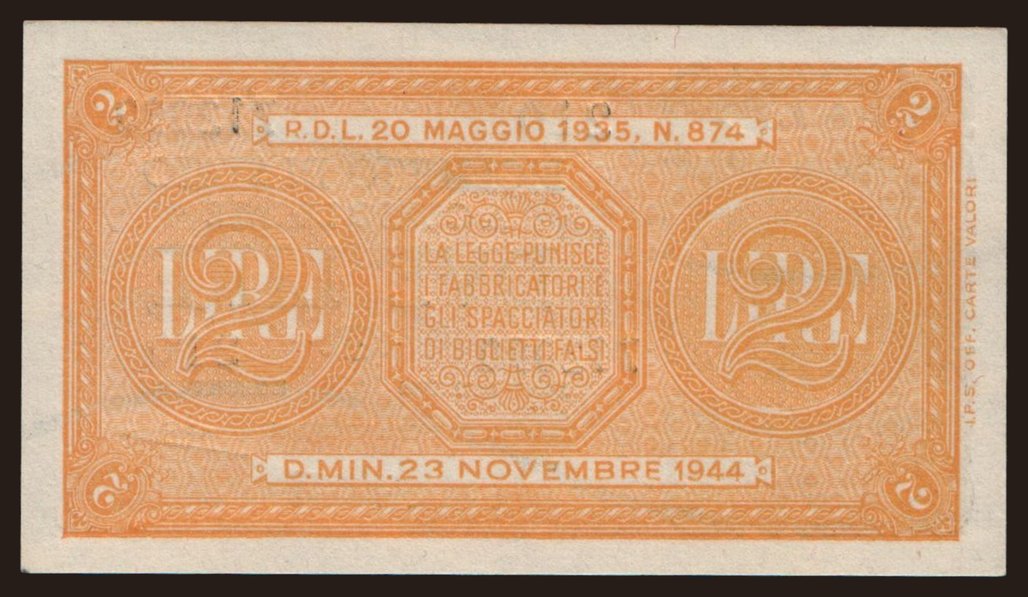 2
2
R.D.L. 20 MAGGIO 1935, N. 874
LIRE
2
LA LEGGE PUNISCE
I FABBRICATORI E
GLI SPACCIATORI
DI BIGLIETTI FALSI
LIRE
2
D. MIN. 23 NOVEMBRE 1944
2
2
I.P.S. OFF. CARTE VALORI